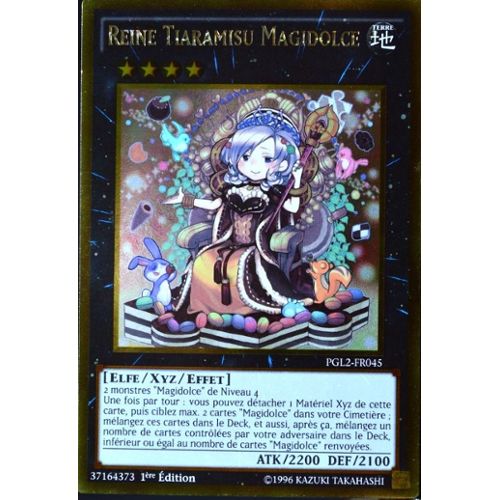 REINE TIARAMISU MAGIDOLCE
TERRE
地
PGL2-FR045
[ELFE/XYZ/EFFET]
2 monstres "Magidolce" de Niveau 4
Une fois par tour : vous pouvez détacher 1 Matériel Xyz de cette
carte, puis ciblez max. 2 cartes "Magidolce" dans votre Cimetière ;
mélangez ces cartes dans le Deck, et aussi, après ça, mélangez un
nombre de cartes contrôlées par votre adversaire dans le Deck,
inférieur ou égal au nombre de cartes "Magidolce" renvoyées.
ATK/2200 DEF/2100
37164373 1ère Édition ©1996 KAZUKI TAKAHASHI